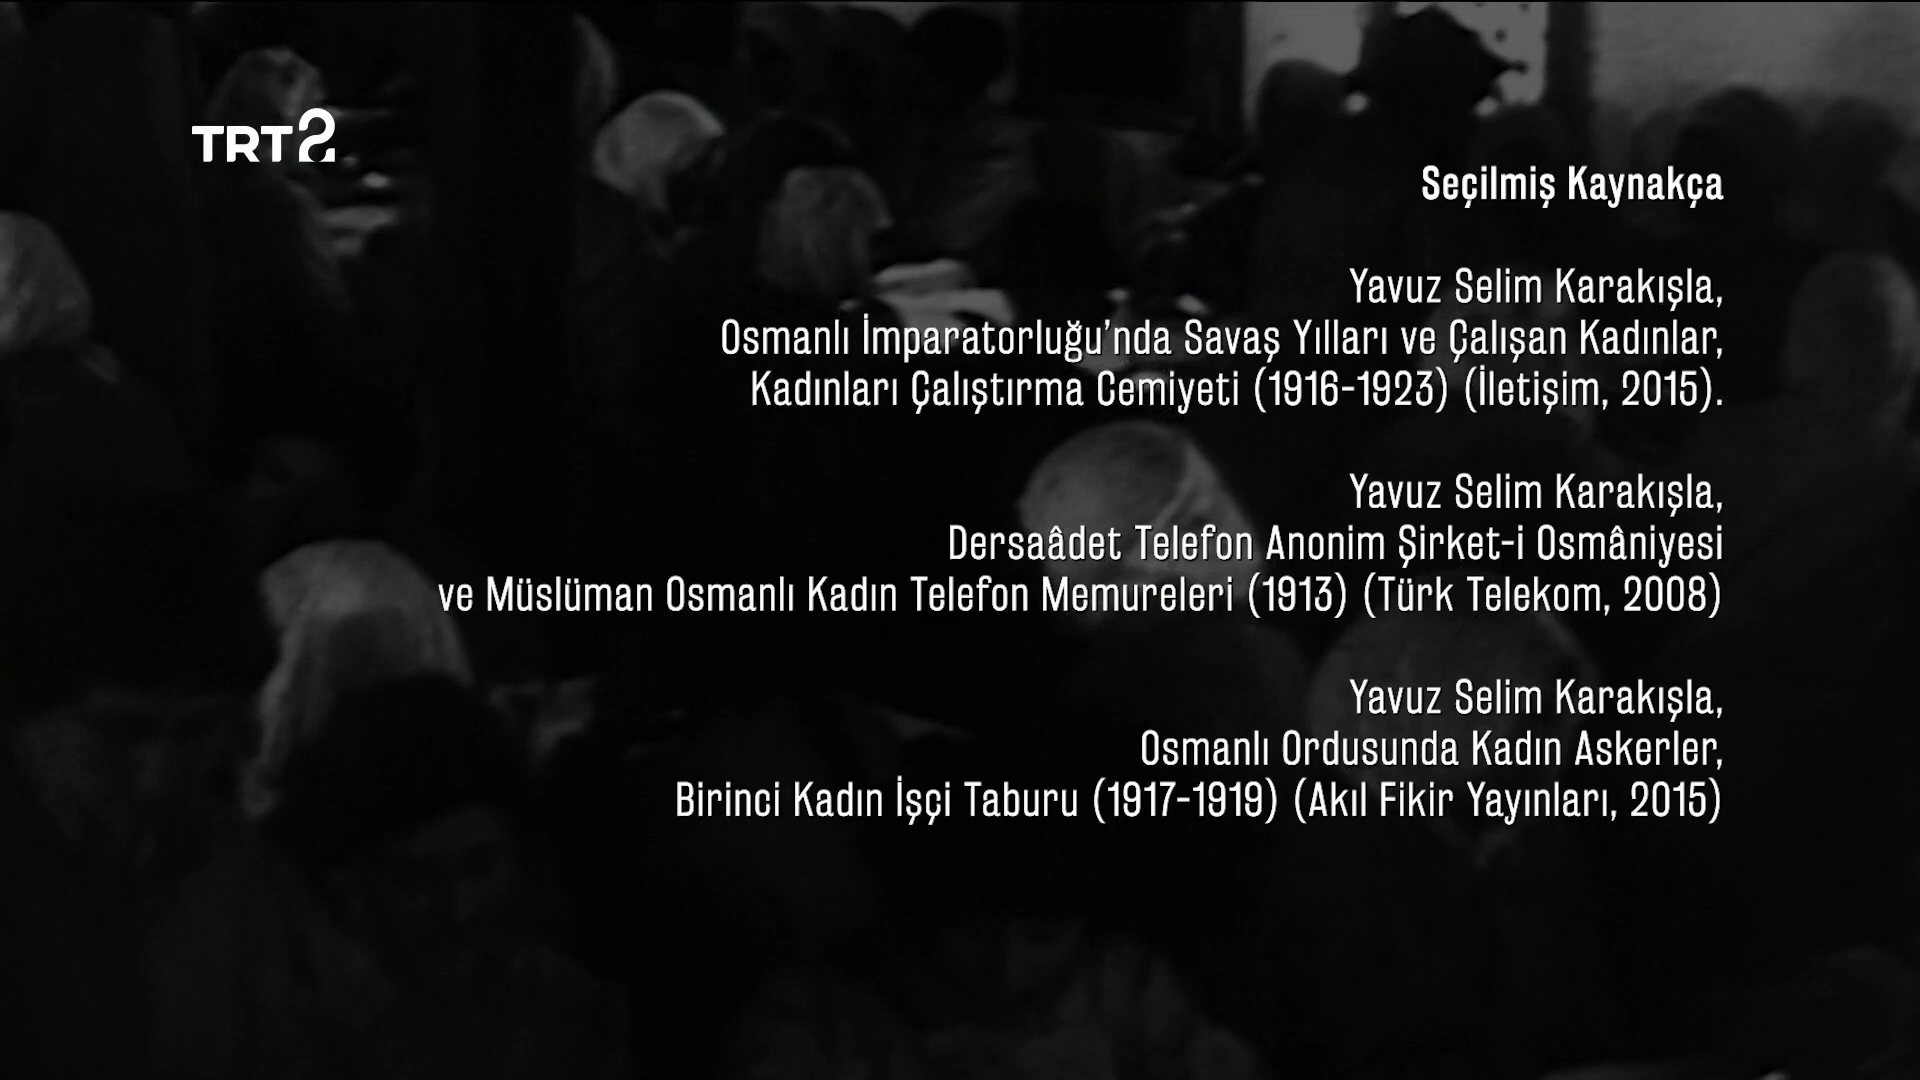 TRT2
Seçilmiş Kaynakça
Yavuz Selim Karakışla,
Osmanlı İmparatorluğu'nda Savaş Yılları ve Çalışan Kadınlar,
Kadınları Çalıştırma Cemiyeti (1916-1923) (İletişim, 2015).
Yavuz Selim Karakışla,
Dersaâdet Telefon Anonim Şirket-i Osmâniyesi
ve Müslüman Osmanlı Kadın Telefon Memureleri (1913) (Türk Telekom, 2008)
Yavuz Selim Karakışla,
Osmanlı Ordusunda Kadın Askerler,
Birinci Kadın İşçi Taburu (1917-1919) (Akıl Fikir Yayınları, 2015)